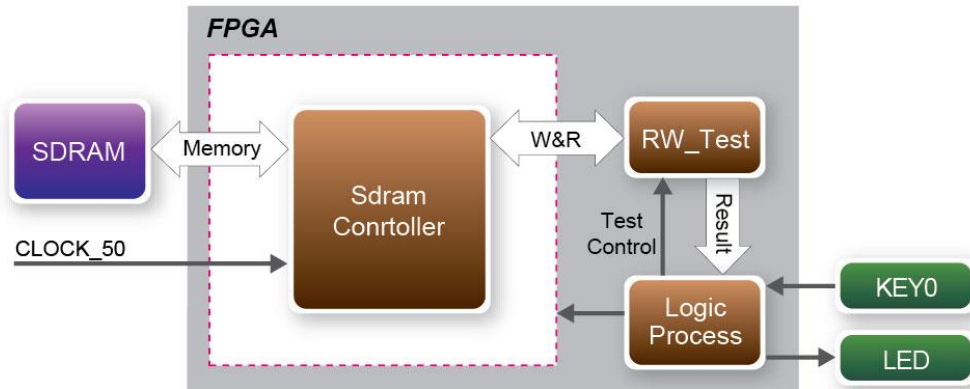 FPGA
SDRAM
Memory
Sdram
Conrtoller
W&R
RW_Test
CLOCK_50
Test
Control
Result
Logic
Process
KEY0
LED